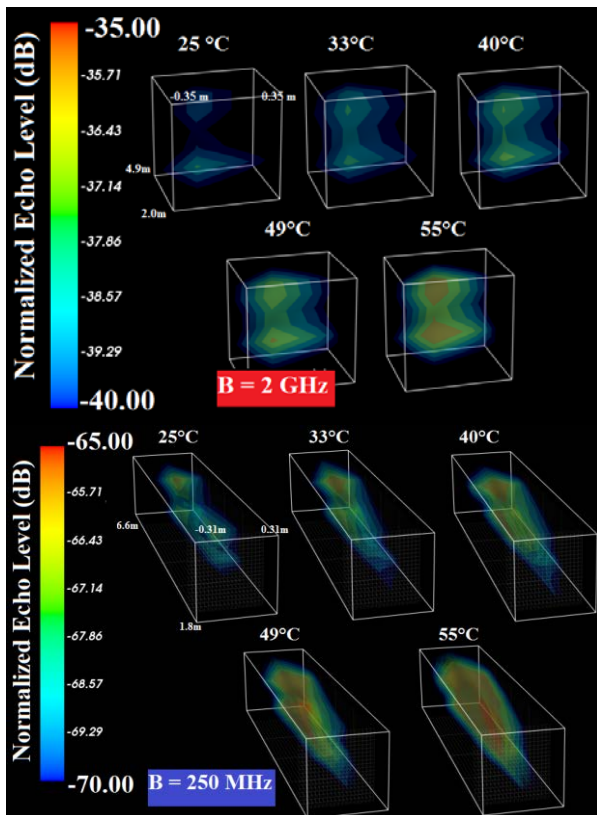 Normalized Echo Level (dB)
-35.00
-35.71
-36.43
-37.14
-37.86
-38.57
-39.29
-40.00
25 °C
33°C
40°C
-0.35 m
0.35 m
4.9m
2.0m
49°C
55°C
B = 2 GHz
Normalized Echo Level (dB)
-65.00
-65.71
-66.43
-67.14
-67.86
-68.57
-69.29
-70.00
25°C
33°C
40°C
6.6m
-0.31m
0.31m
1.8m
49°C
55°C
B = 250 MHz